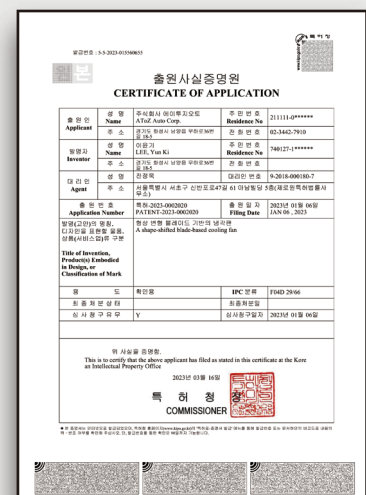 특허청
발급번호 : 3-5-2023-015560655
열본
출원사실증명원
CERTIFICATE OF APPLICATION
출원인 Applicant 성명 Name 주식회사 에이투지오토 AToZ Auto Corp. 주민번호 Residence No 211111-0******
주소 경기도 화성시 남양읍 무하로36번길 18-5 전화번호 02-3442-7910
발명자 Inventor 성명 Name 이윤기 LEE, Yun Ki 주민번호 Residence No 740127-1******
주소 경기도 화성시 남양읍 무하로36번길 18-5 전화번호
대리인 Agent 성명 진정욱 대리인번호 9-2018-000180-7
주소 서울특별시 서초구 신반포로47길 61 미남빌딩 5층(제로원특허법률사무소)
출원번호 Application Number 특허-2023-0002020 PATENT-2023-0002020 출원일자 Filing Date 2023년 01월 06일 JAN 06 , 2023
발명(고안)의 명칭, 디자인을 표현할 물품, 상품(서비스업)류 구분 형상 변형 블레이드 기반의 냉각팬
A shape-shifted blade-based cooling fan
Title of Invention,
Product(s) Embodied
in Design, or
Classification of Mark
용도 확인용 IPC 분류 F04D 29/66
최종처분상태 최종처분일
심사청구유무 Y 심사청구일자 2023년 01월 06일
위 사실을 증명함.
This is to certify that the above applicant has filed as stated in this certificate at the Kore
an Intellectual Property Office
2023년 03월 16일
특허청장
COMMISSIONER